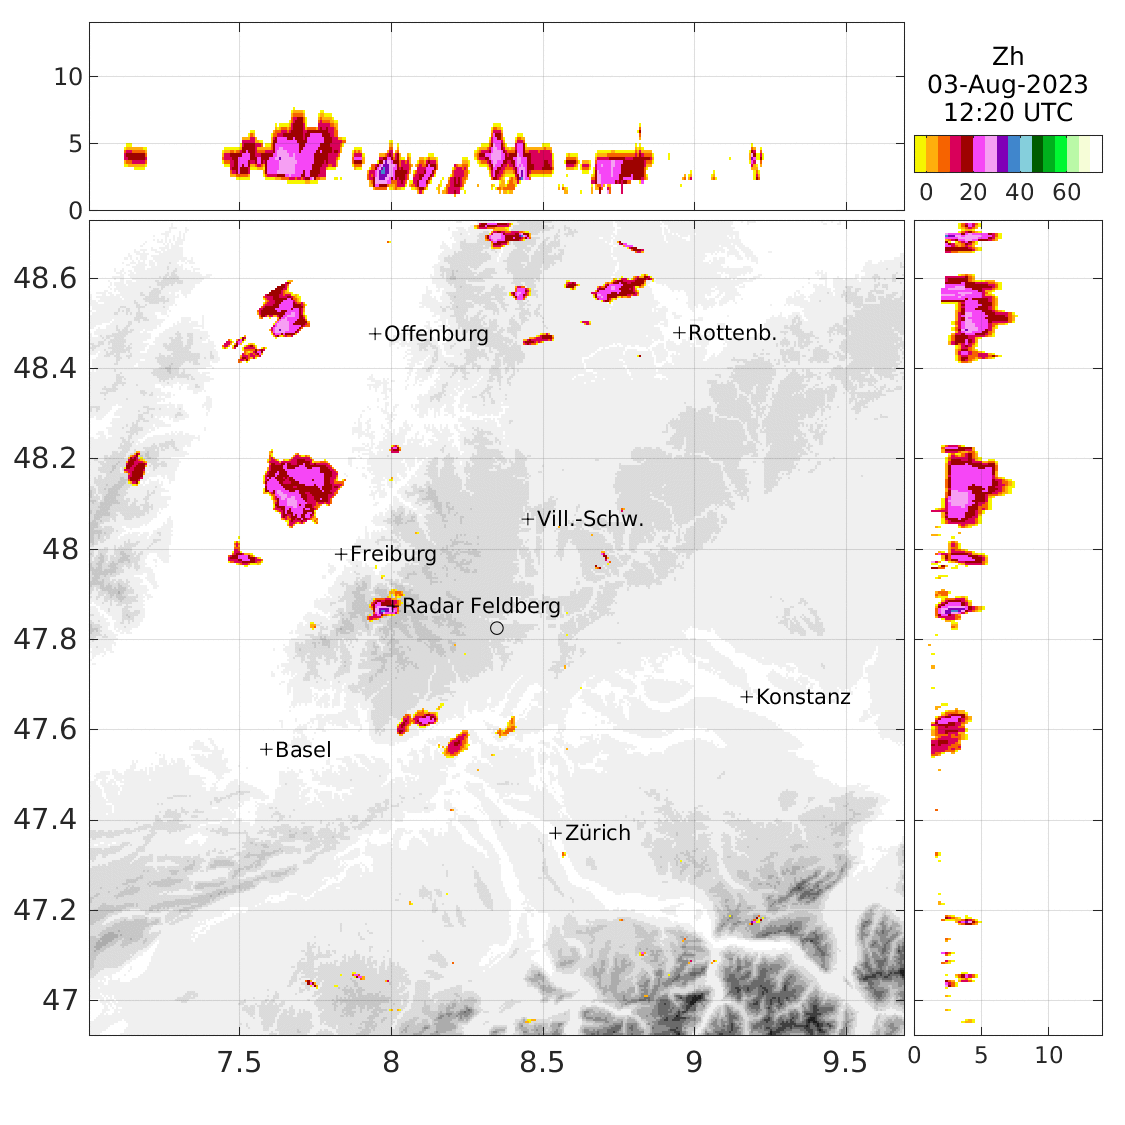 Zh
03-Aug-2023
12:20 UTC
0 20 40 60
10
5
0
48.6
48.4
48.2
48
47.8
47.6
47.4
47.2
47
+Offenburg
+Rottenb.
+Vill.-Schw.
+Freiburg
+Radar Feldberg
+Konstanz
+Basel
+Zürich
7.5 8 8.5 9 9.5
0 5 10